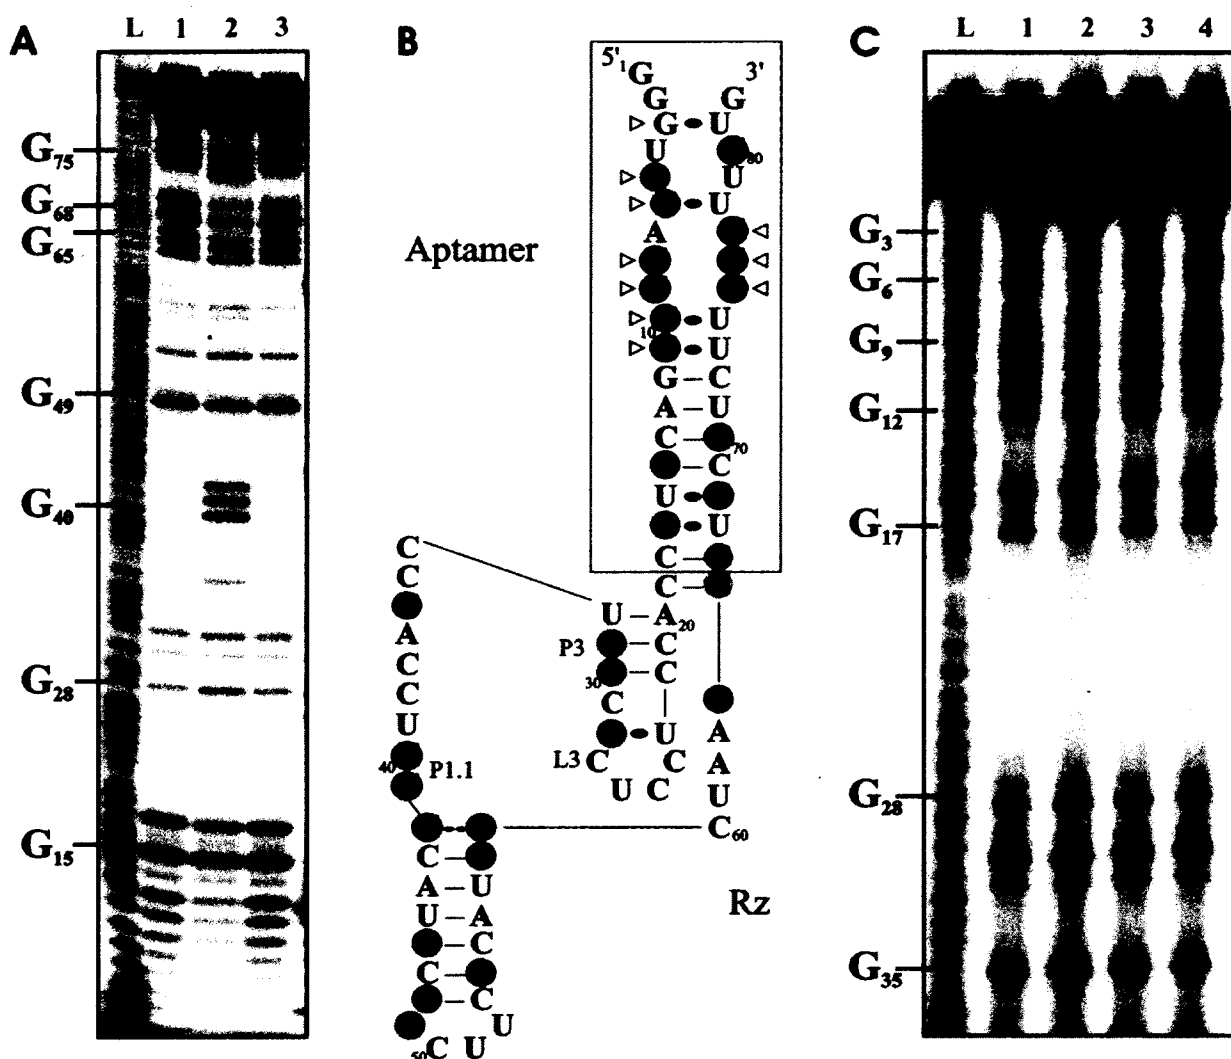 A
L 1 2 3
G75
G68
G65
G49
G40
G28
G15
B
5' 3'
1G
G G
G U
U 80
U
U
A
Aptamer
U
10 U
G C
A U
C
70
C
U
U
C
C
C
C U A 20
P3 C
A 30 C
C C
C U A
U L3 C C A
40 P1.1 U C U
C 60
C
A U
U A
C
C
C
U
50 C U
Rz
C
L 1 2 3 4
G3
G6
G9
G12
G17
G28
G35